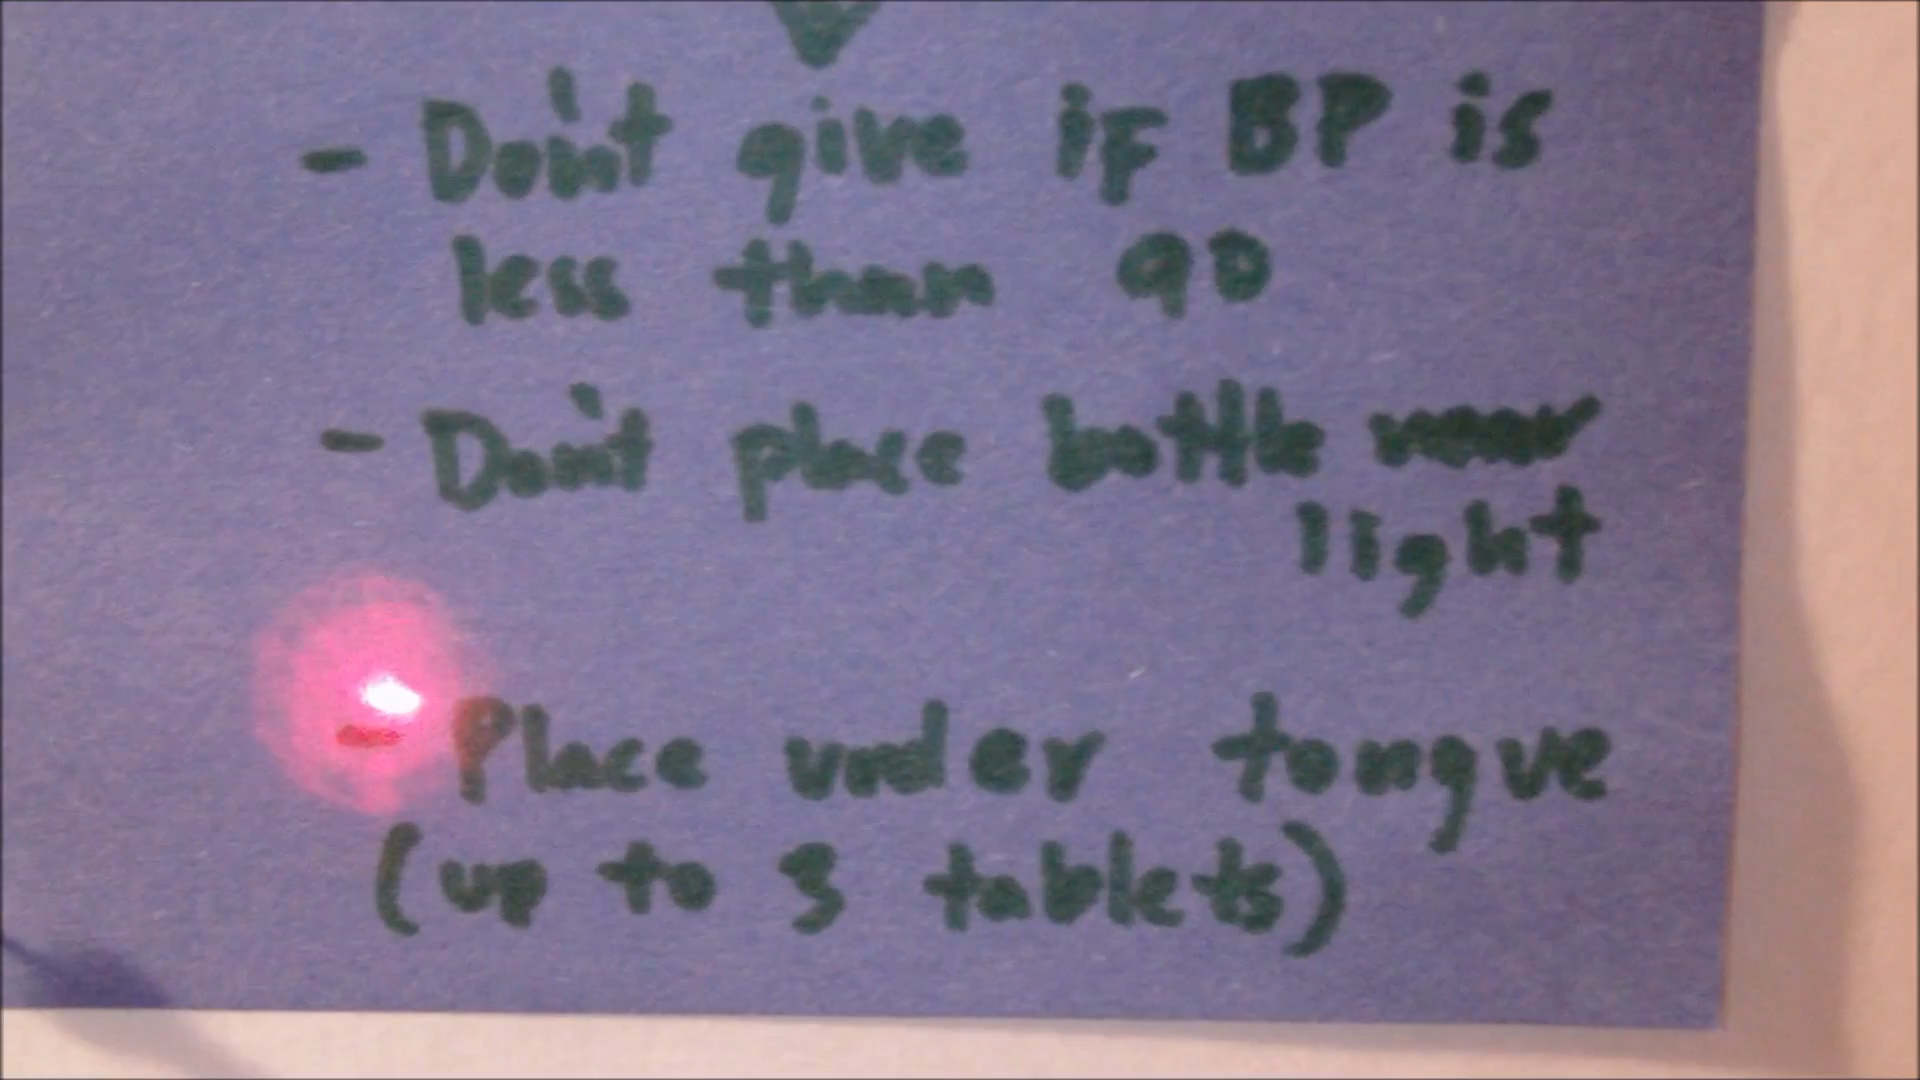 - Don't give if BP is
less than 90
- Don't place bottle near
light
- Place under tongue
(up to 3 tablets)